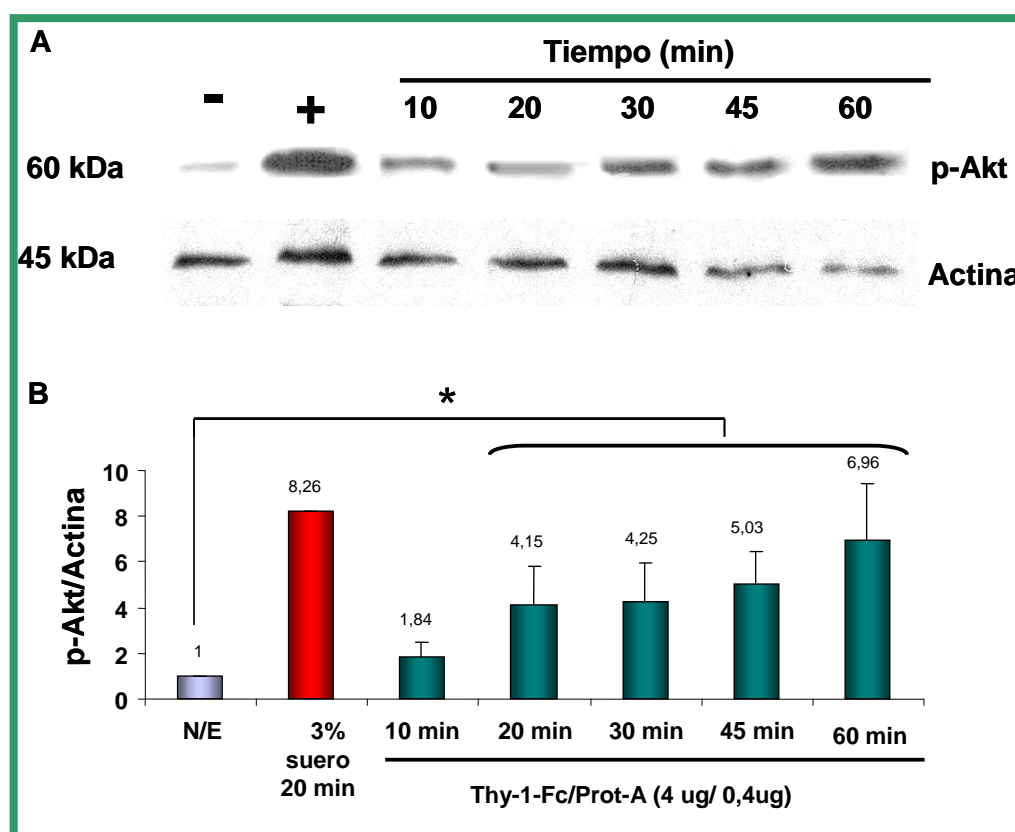 A
Tiempo (min)
- + 10 20 30 45 60
60 kDa p-Akt
45 kDa Actina
B
*
p-Akt/Actina
10
8
6
4
2
0
1
8,26
1,84
4,15
4,25
5,03
6,96
N/E
3%
suero
20 min
10 min
20 min
30 min
45 min
60 min
Thy-1-Fc/Prot-A (4 ug/ 0,4ug)